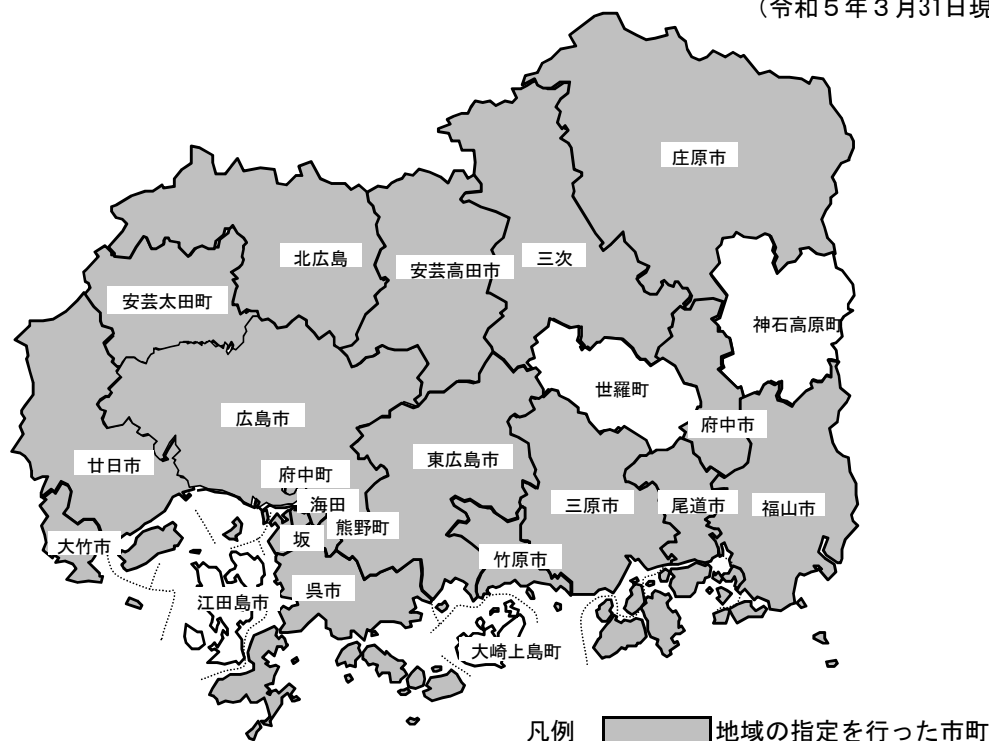 （令和５年３月31日現
庄原市
北広島
安芸高田市
三次
安芸太田町
神石高原町
世羅町
広島市
府中市
廿日市
東広島市
府中町
海田
三原市
尾道市
福山市
坂
熊野町
大竹市
竹原市
呉市
江田島市
大崎上島町
凡例 地域の指定を行った市町